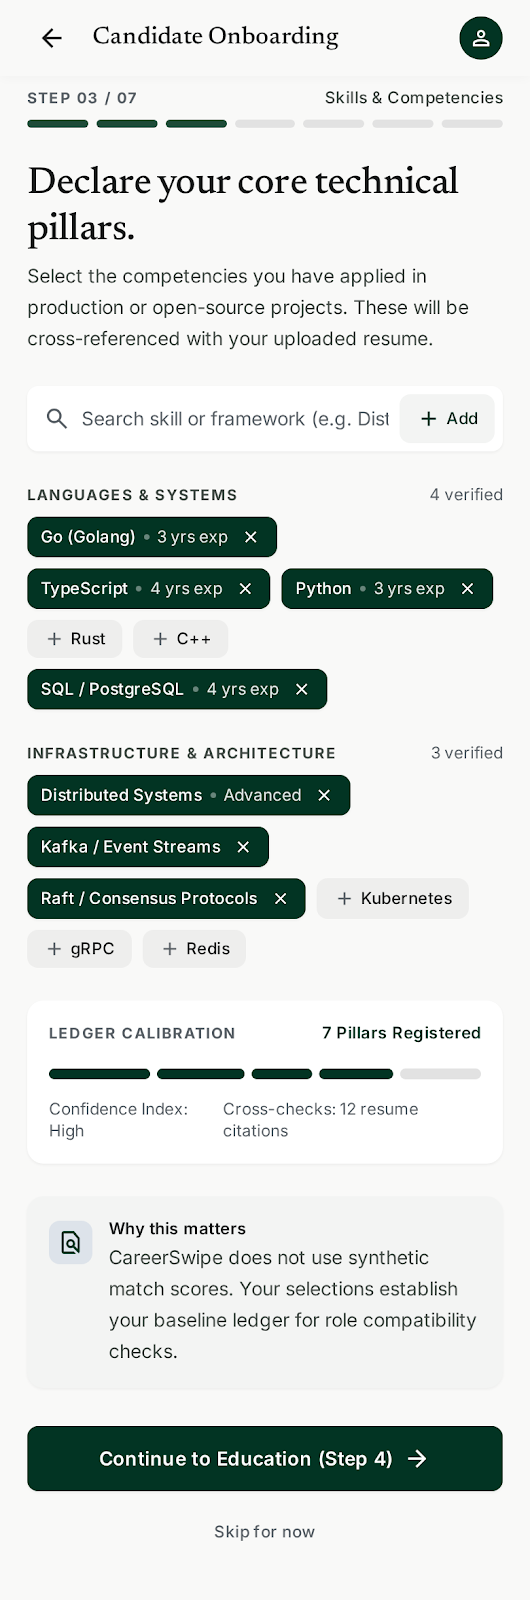 Candidate Onboarding
STEP 03 / 07
Skills & Competencies
Declare your core technical
pillars.
Select the competencies you have applied in
production or open-source projects. These will be
cross-referenced with your uploaded resume.
Search skill or framework (e.g. Dist
+ Add
LANGUAGES & SYSTEMS
4 verified
Go (Golang) • 3 yrs exp ×
TypeScript • 4 yrs exp ×
Python • 3 yrs exp ×
+ Rust
+ C++
SQL / PostgreSQL • 4 yrs exp ×
INFRASTRUCTURE & ARCHITECTURE
3 verified
Distributed Systems • Advanced ×
Kafka / Event Streams ×
Raft / Consensus Protocols ×
+ Kubernetes
+ gRPC
+ Redis
LEDGER CALIBRATION
7 Pillars Registered
Confidence Index:
High
Cross-checks: 12 resume
citations
Why this matters
CareerSwipe does not use synthetic
match scores. Your selections establish
your baseline ledger for role compatibility
checks.
Continue to Education (Step 4) →
Skip for now